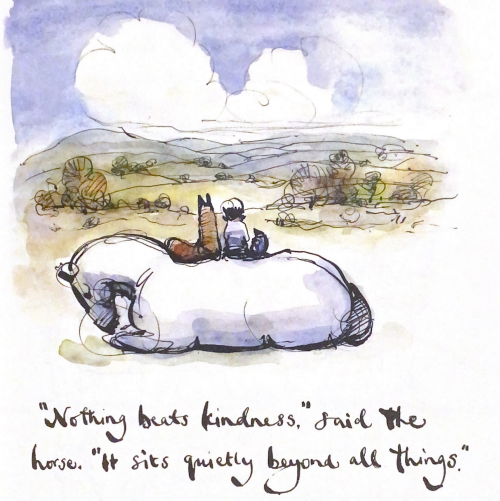 "Nothing beats kindness," said the
horse. "It sits quietly beyond all things."